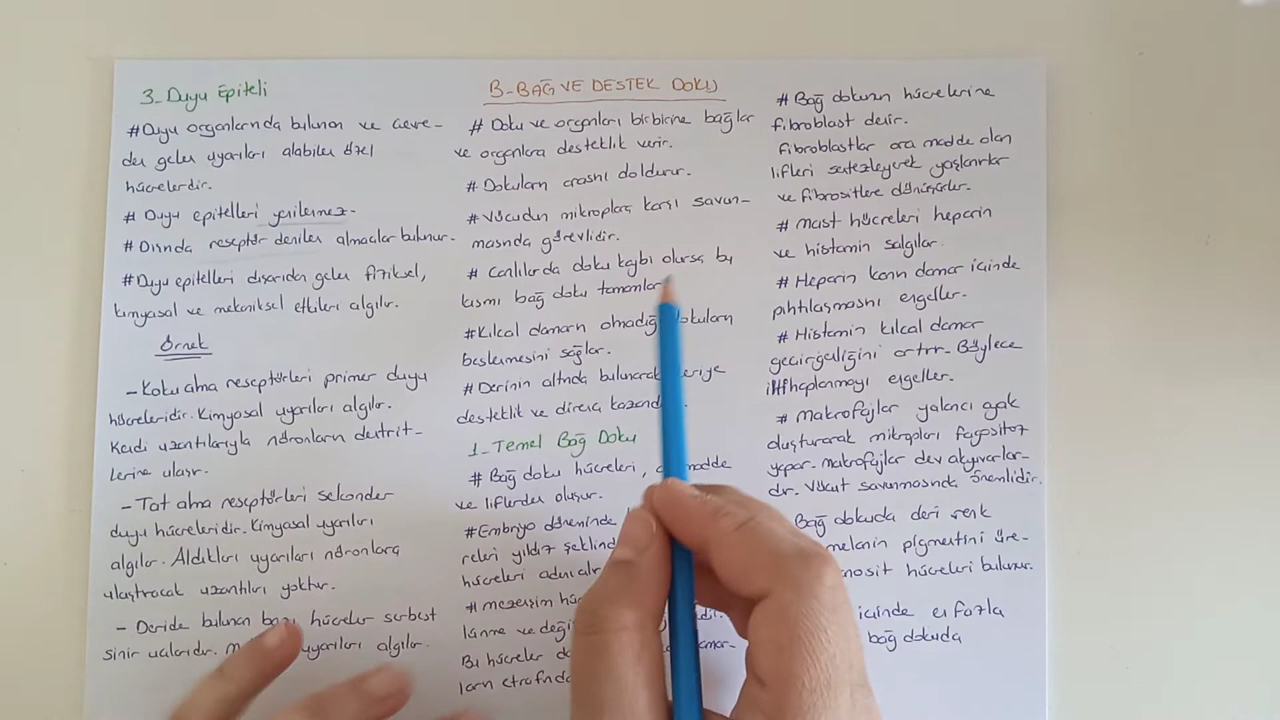 3_ Duyu Epiteli
# Duyu organlarında bulunan ve çevre-
den gelen uyarıları alabilen özel
hücrelerdir.
# Duyu epitelleri yenilenmez.
# Dışında reseptör denilen almaçlar bulunur.
# Duyu epitelleri dışarıdan gelen fiziksel,
kimyasal ve mekaniksel etkileri algılar.
Örnek
- Koku alma reseptörleri primer duyu
hücreleridir. Kimyasal uyarıları algılar.
Kendi uzantılarıyla nöronların dentrit-
lerine ulaşır.
- Tat alma reseptörleri sekonder
duyu hücreleridir. Kimyasal uyarıları
algılar. Aldıkları uyarıları nöronlara
ulaştıracak uzantıları yoktur.
- Deride bulunan bazı hücreler serbest
sinir uçlarıdır. uyarıları algılar.
B-BAĞ VE DESTEK DOKU
# Doku ve organları birbirine bağlar
ve organlara desteklik verir.
# Dokuların arasını doldurur.
# Vücudun mikroplara karşı savun-
masında görevlidir.
# Canlılarda doku kaybı olursa bu
kısmı bağ doku tamamlar
#Kılcal damarın olmadığı dokuların
beslenmesini sağlar.
# Derinin altında bulunarak deriye
desteklik ve direnç kazandırır.
1_ Temel Bağ Doku
# Bağ doku hücreleri, madde
ve liflerden oluşur.
#Embriyo döneminde
releri yıldız şeklinde
hücreleri adını alır
# mezenşim
lünme ve
Bu hücreler
ların etrafında
# Bağ dokunun hücrelerine
fibroblast denir.
Fibroblastlar ara madde olan
lifleri sentezleyerek yaşlanırlar
ve fibrositlere dönüşürler.
# mast hücreleri heparin
ve histamin salgılar.
# Heparin kanın damar içinde
pıhtılaşmasını engeller.
# Histamin kılcal damar
geçirgenliğini artırır. Böylece
iltihaplanmayı engeller.
# makrofajlar yalancı ayak
oluşturarak mikropları fagositoz
yapar. makrofajlar dev akyuvarlar-
dır. Vücut savunmasında önemlidir.
Bağ dokuda deri renk
melanin pigmentini üre-
nosit hücreleri bulunur.
içinde en fazla
bağ dokuda